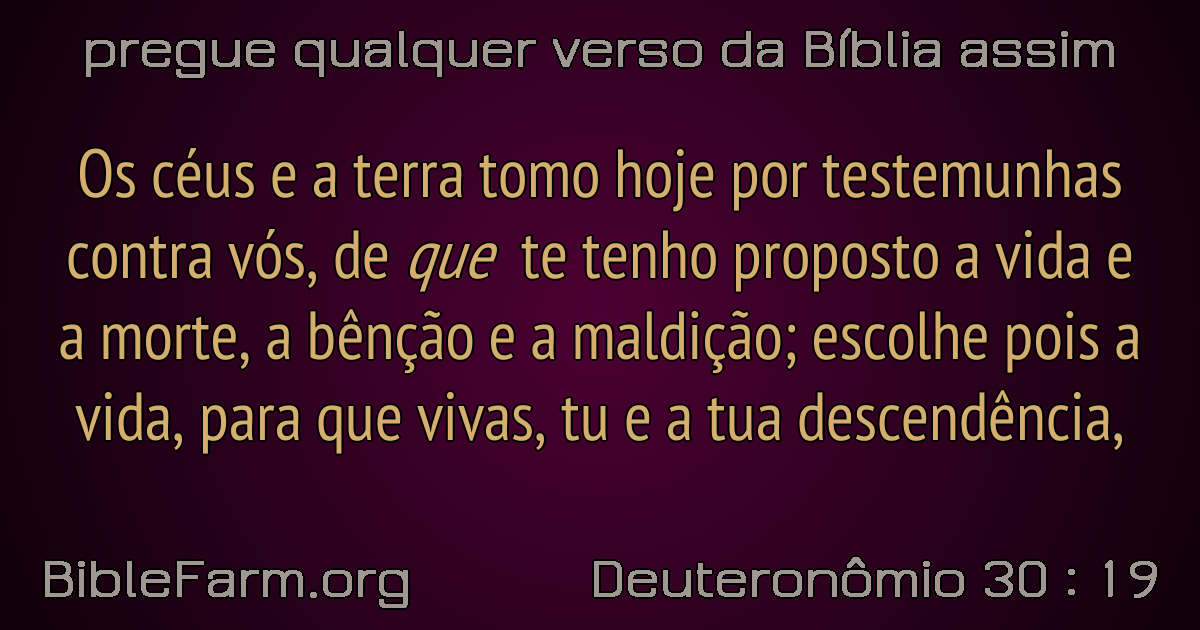 pregue qualquer verso da Bíblia assim
Os céus e a terra tomo hoje por testemunhas
contra vós, de que te tenho proposto a vida e
a morte, a bênção e a maldição; escolhe pois a
vida, para que vivas, tu e a tua descendência,
BibleFarm.org
Deuteronômio 30 : 19